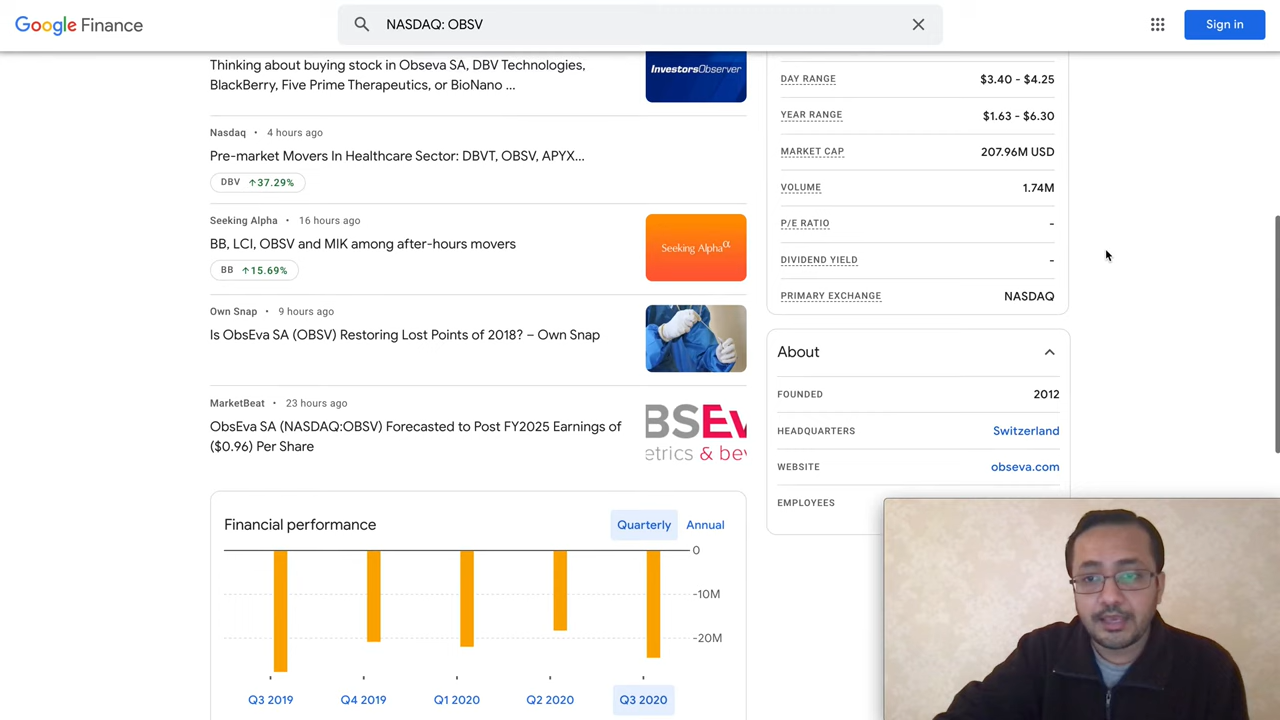 Google Finance
NASDAQ: OBSV
Sign in
Thinking about buying stock in Obseva SA, DBV Technologies,
BlackBerry, Five Prime Therapeutics, or BioNano ...
InvestorsObserver
Nasdaq • 4 hours ago
Pre-market Movers In Healthcare Sector: DBVT, OBSV, APYX...
DBV ↑37.29%
Seeking Alpha • 16 hours ago
BB, LCI, OBSV and MIK among after-hours movers
BB ↑15.69%
Seeking Alpha α
Own Snap • 9 hours ago
Is ObsEva SA (OBSV) Restoring Lost Points of 2018? – Own Snap
MarketBeat • 23 hours ago
ObsEva SA (NASDAQ:OBSV) Forecasted to Post FY2025 Earnings of
($0.96) Per Share
BSEV
etrics & bey
Financial performance
Quarterly
Annual
0
-10M
-20M
Q3 2019
Q4 2019
Q1 2020
Q2 2020
Q3 2020
DAY RANGE $3.40 - $4.25
YEAR RANGE $1.63 - $6.30
MARKET CAP 207.96M USD
VOLUME 1.74M
P/E RATIO -
DIVIDEND YIELD -
PRIMARY EXCHANGE NASDAQ
About
FOUNDED 2012
HEADQUARTERS Switzerland
WEBSITE obseva.com
EMPLOYEES